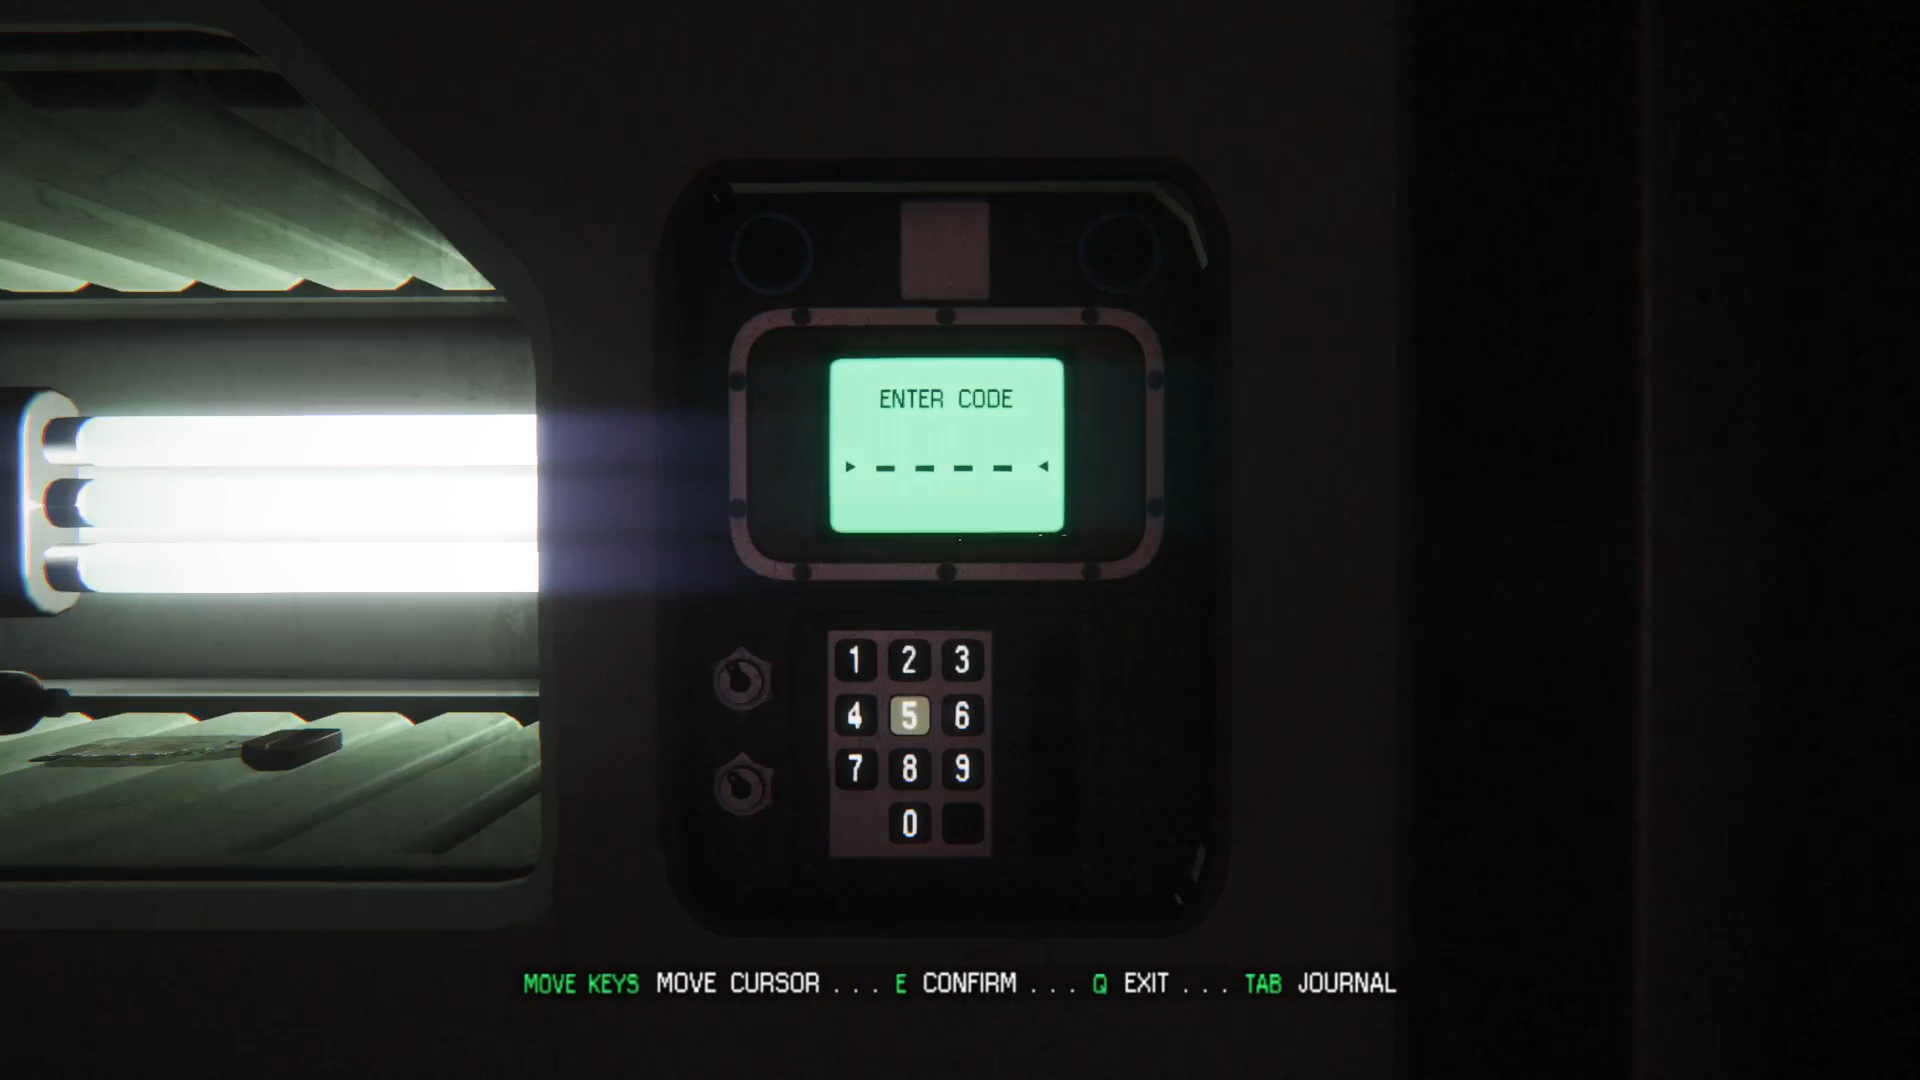 ENTER CODE
▸ _ _ _ _ ◂
1 2 3
4 5 6
7 8 9
0
MOVE KEYS MOVE CURSOR . . . E CONFIRM . . . Q EXIT . . . TAB JOURNAL